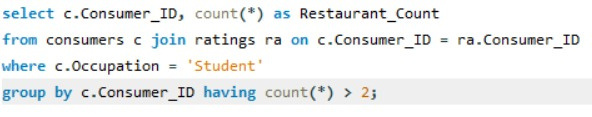 select c.Consumer_ID, count(*) as Restaurant_Count
from consumers c join ratings ra on c.Consumer_ID = ra.Consumer_ID
where c.Occupation = 'Student'
group by c.Consumer_ID having count(*) > 2;